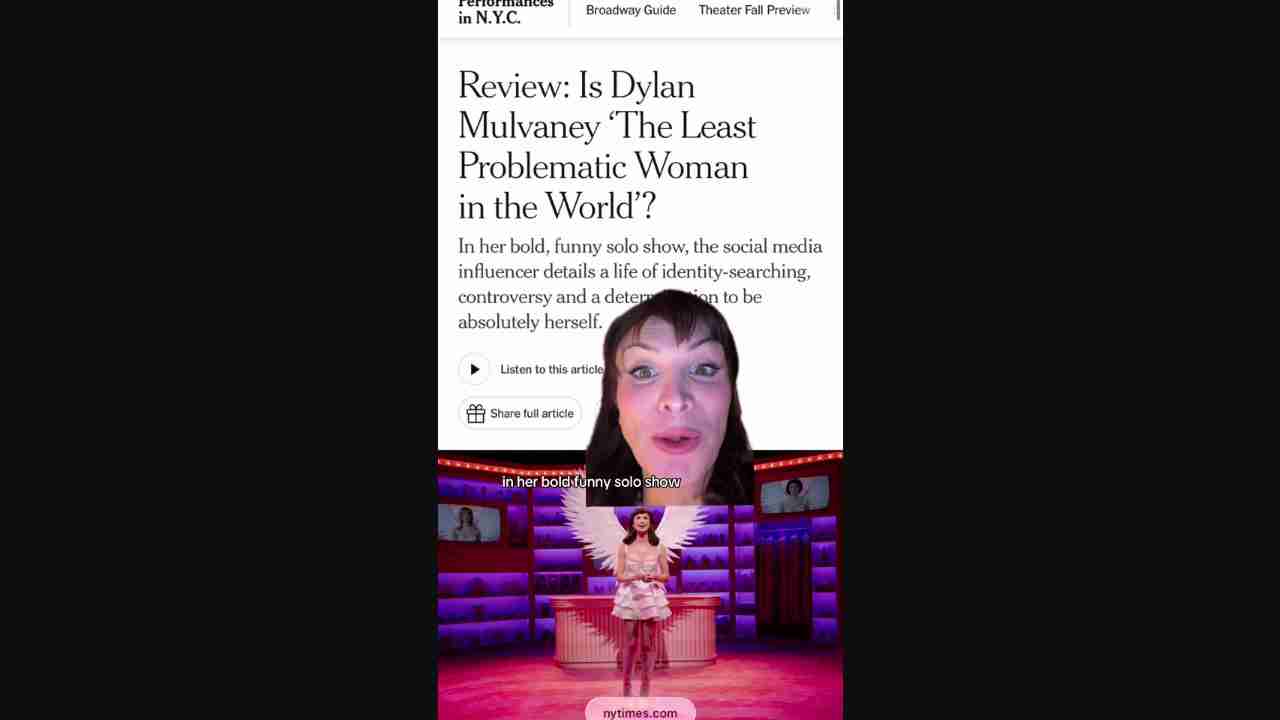 Performances
in N.Y.C.
Broadway Guide
Theater Fall Preview
Review: Is Dylan
Mulvaney ‘The Least
Problematic Woman
in the World’?
In her bold, funny solo show, the social media
influencer details a life of identity-searching,
controversy and a to be
absolutely herself.
Listen to this article
Share full article
in her bold funny solo show
nytimes.com